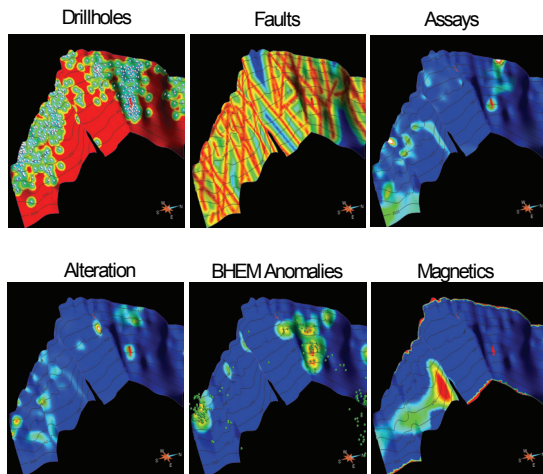 Drillholes
Faults
Assays
Alteration
BHEM Anomalies
Magnetics